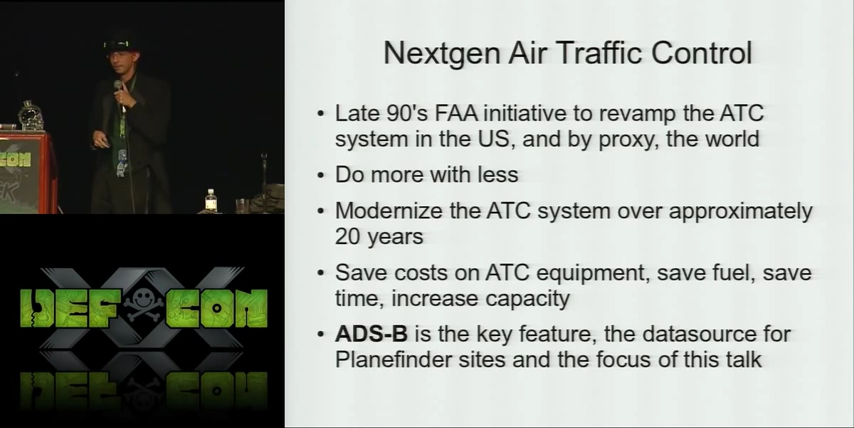 Nextgen Air Traffic Control
• Late 90's FAA initiative to revamp the ATC
system in the US, and by proxy, the world
• Do more with less
• Modernize the ATC system over approximately
20 years
• Save costs on ATC equipment, save fuel, save
time, increase capacity
• ADS-B is the key feature, the datasource for
Planefinder sites and the focus of this talk
DEF CON
XX